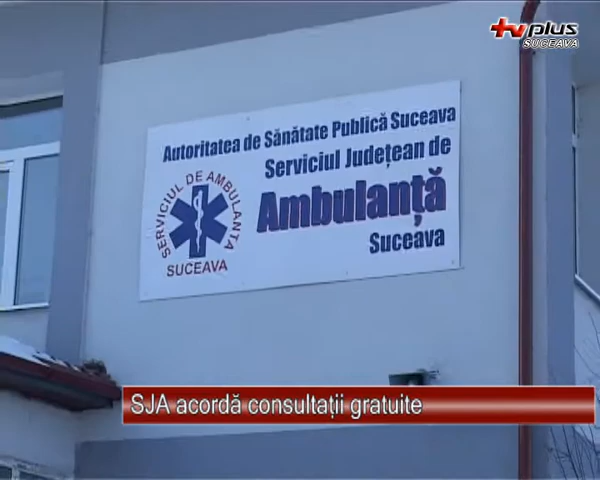 tv plus
SUCEAVA
Autoritatea de Sănătate Publică Suceava
Serviciul Județean de
Ambulanță
Suceava
SERVICIUL DE AMBULANTA
SUCEAVA
SJA acordă consultații gratuite